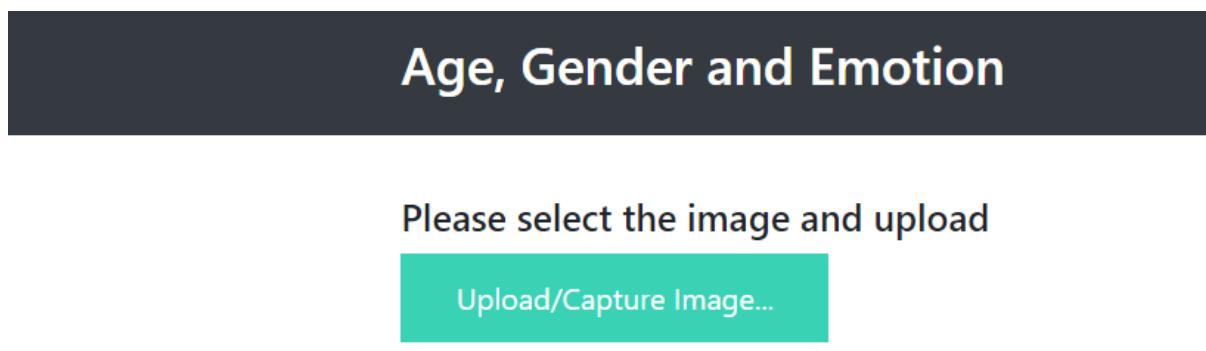 Age, Gender and Emotion
Please select the image and upload
Upload/Capture Image...